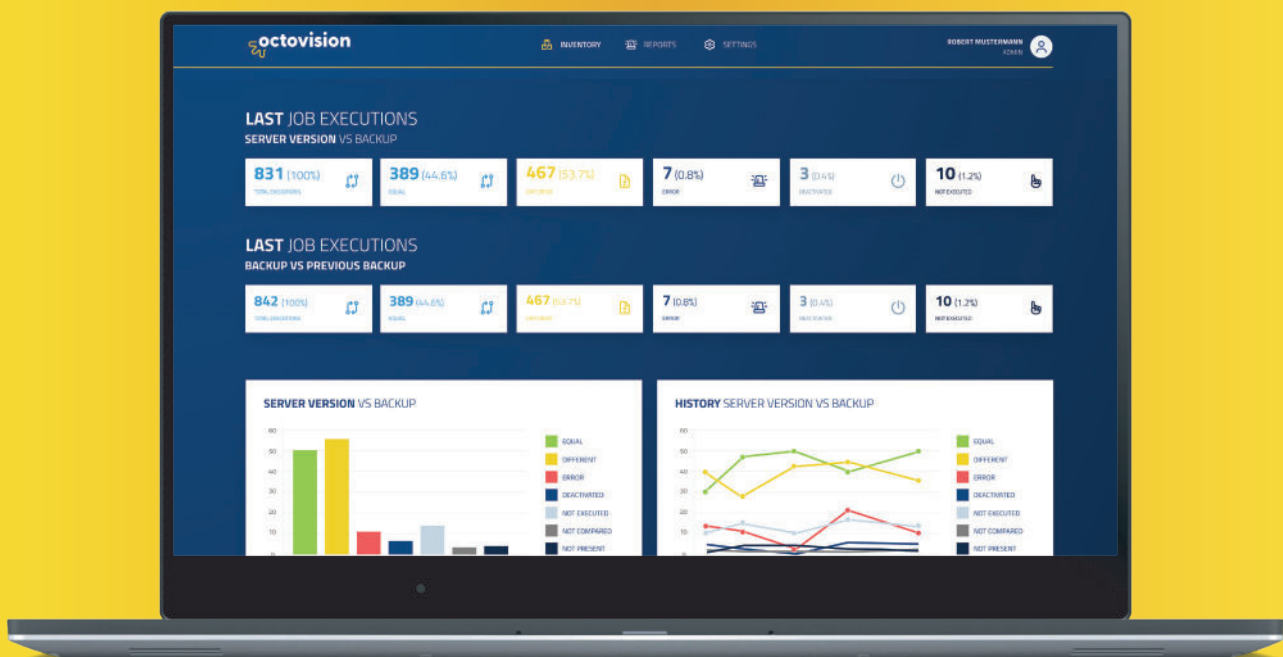 octovision
INVENTORY REPORTS SETTINGS
ROBERT MUSTERMANN
ADMIN
LAST JOB EXECUTIONS
SERVER VERSION VS BACKUP
831 (100%) 389 (44.6%) 467 (53.7%) 7 (0.8%) 3 (0.4%) 10 (1.2%)
TOTAL EXECUTIONS EQUAL DIFFERENT ERROR DEACTIVATED NOT EXECUTED
LAST JOB EXECUTIONS
BACKUP VS PREVIOUS BACKUP
842 (100%) 389 (44.6%) 467 (53.7%) 7 (0.8%) 3 (0.4%) 10 (1.2%)
TOTAL EXECUTIONS EQUAL DIFFERENT ERROR DEACTIVATED NOT EXECUTED
SERVER VERSION VS BACKUP
60
50
40
30
20
10
EQUAL
DIFFERENT
ERROR
DEACTIVATED
NOT EXECUTED
NOT COMPARED
NOT PRESENT
HISTORY SERVER VERSION VS BACKUP
60
50
40
30
20
10
EQUAL
DIFFERENT
ERROR
DEACTIVATED
NOT EXECUTED
NOT COMPARED
NOT PRESENT